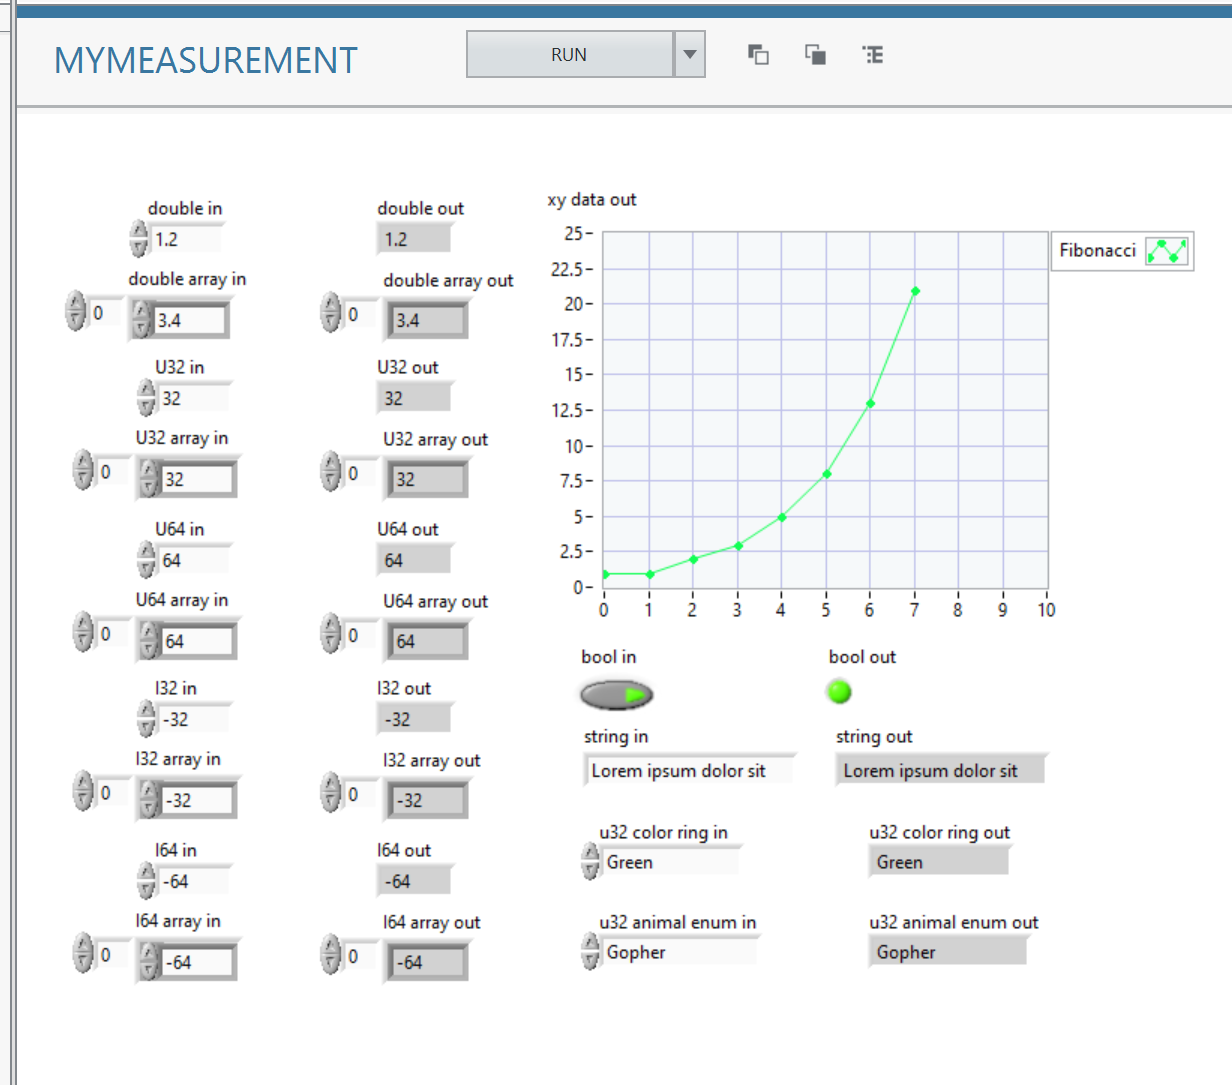 MYMEASUREMENT
RUN
double in
1.2
double array in
0
3.4
U32 in
32
U32 array in
0
32
U64 in
64
U64 array in
0
64
I32 in
-32
I32 array in
0
-32
I64 in
-64
I64 array in
0
-64
double out
1.2
double array out
0
3.4
U32 out
32
U32 array out
0
32
U64 out
64
U64 array out
0
64
I32 out
-32
I32 array out
0
-32
I64 out
-64
I64 array out
0
-64
xy data out
25
22.5
20
17.5
15
12.5
10
7.5
5
2.5
0
0 1 2 3 4 5 6 7 8 9 10
Fibonacci
bool in
bool out
string in
Lorem ipsum dolor sit
string out
Lorem ipsum dolor sit
u32 color ring in
Green
u32 color ring out
Green
u32 animal enum in
Gopher
u32 animal enum out
Gopher